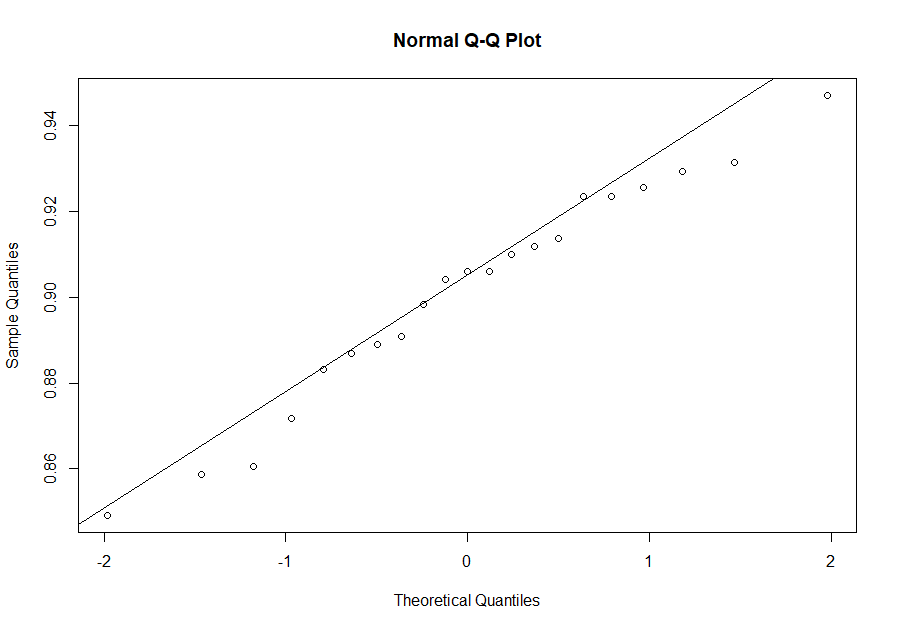 Normal Q-Q Plot
Sample Quantiles
0.94
0.92
0.90
0.88
0.86
-2 -1 0 1 2
Theoretical Quantiles